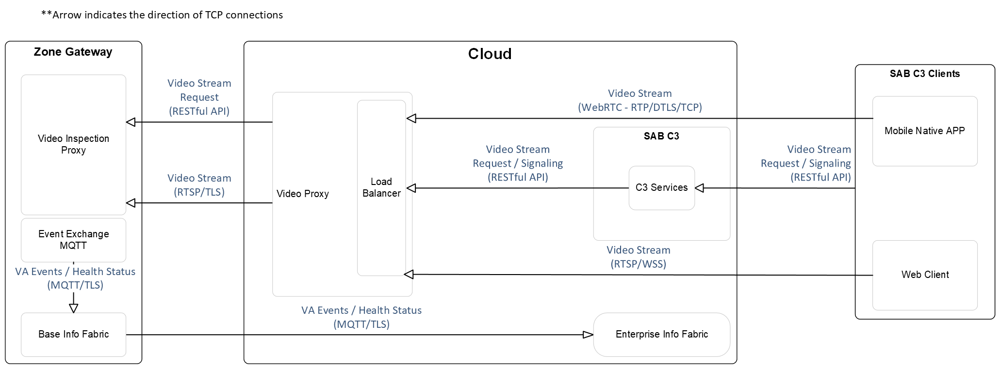 **Arrow indicates the direction of TCP connections
Zone Gateway
Video Inspection
Proxy
Event Exchange
MQTT
VA Events / Health Status
(MQTT/TLS)
Base Info Fabric
Video Stream
Request
(RESTful API)
Video Stream
(RTSP/TLS)
Cloud
Video Proxy
Load
Balancer
Video Stream
(WebRTC - RTP/DTLS/TCP)
Video Stream
Request / Signaling
(RESTful API)
SAB C3
C3 Services
Video Stream
(RTSP/WSS)
VA Events / Health Status
(MQTT/TLS)
Enterprise Info Fabric
Video Stream
Request / Signaling
(RESTful API)
SAB C3 Clients
Mobile Native APP
Web Client